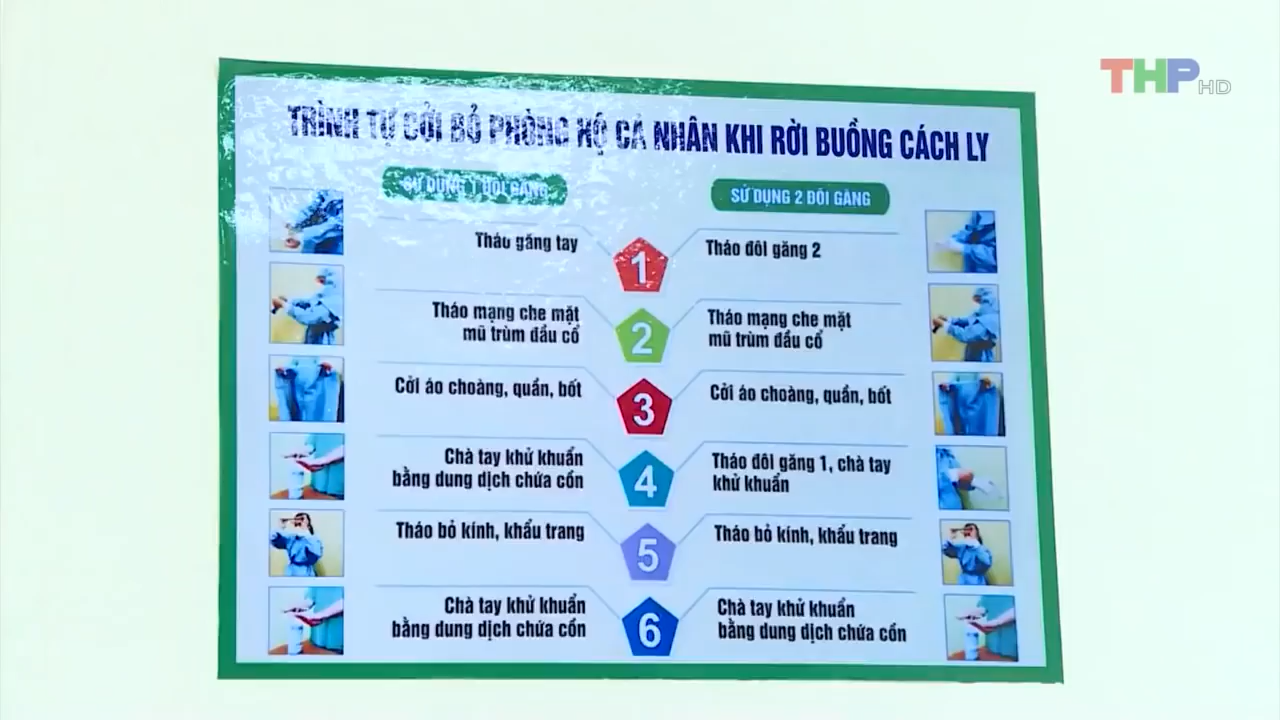 THP HD
TRÌNH TỰ CỞI BỎ PHÒNG HỘ CÁ NHÂN KHI RỜI BUỒNG CÁCH LY
SỬ DỤNG 1 ĐÔI GĂNG
SỬ DỤNG 2 ĐÔI GĂNG
Tháo găng tay
1
Tháo đôi găng 2
Tháo mạng che mặt
mũ trùm đầu cổ
2
Tháo mạng che mặt
mũ trùm đầu cổ
Cởi áo choàng, quần, bốt
3
Cởi áo choàng, quần, bốt
Chà tay khử khuẩn
bằng dung dịch chứa cồn
4
Tháo đôi găng 1, chà tay
khử khuẩn
Tháo bỏ kính, khẩu trang
5
Tháo bỏ kính, khẩu trang
Chà tay khử khuẩn
bằng dung dịch chứa cồn
6
Chà tay khử khuẩn
bằng dung dịch chứa cồn